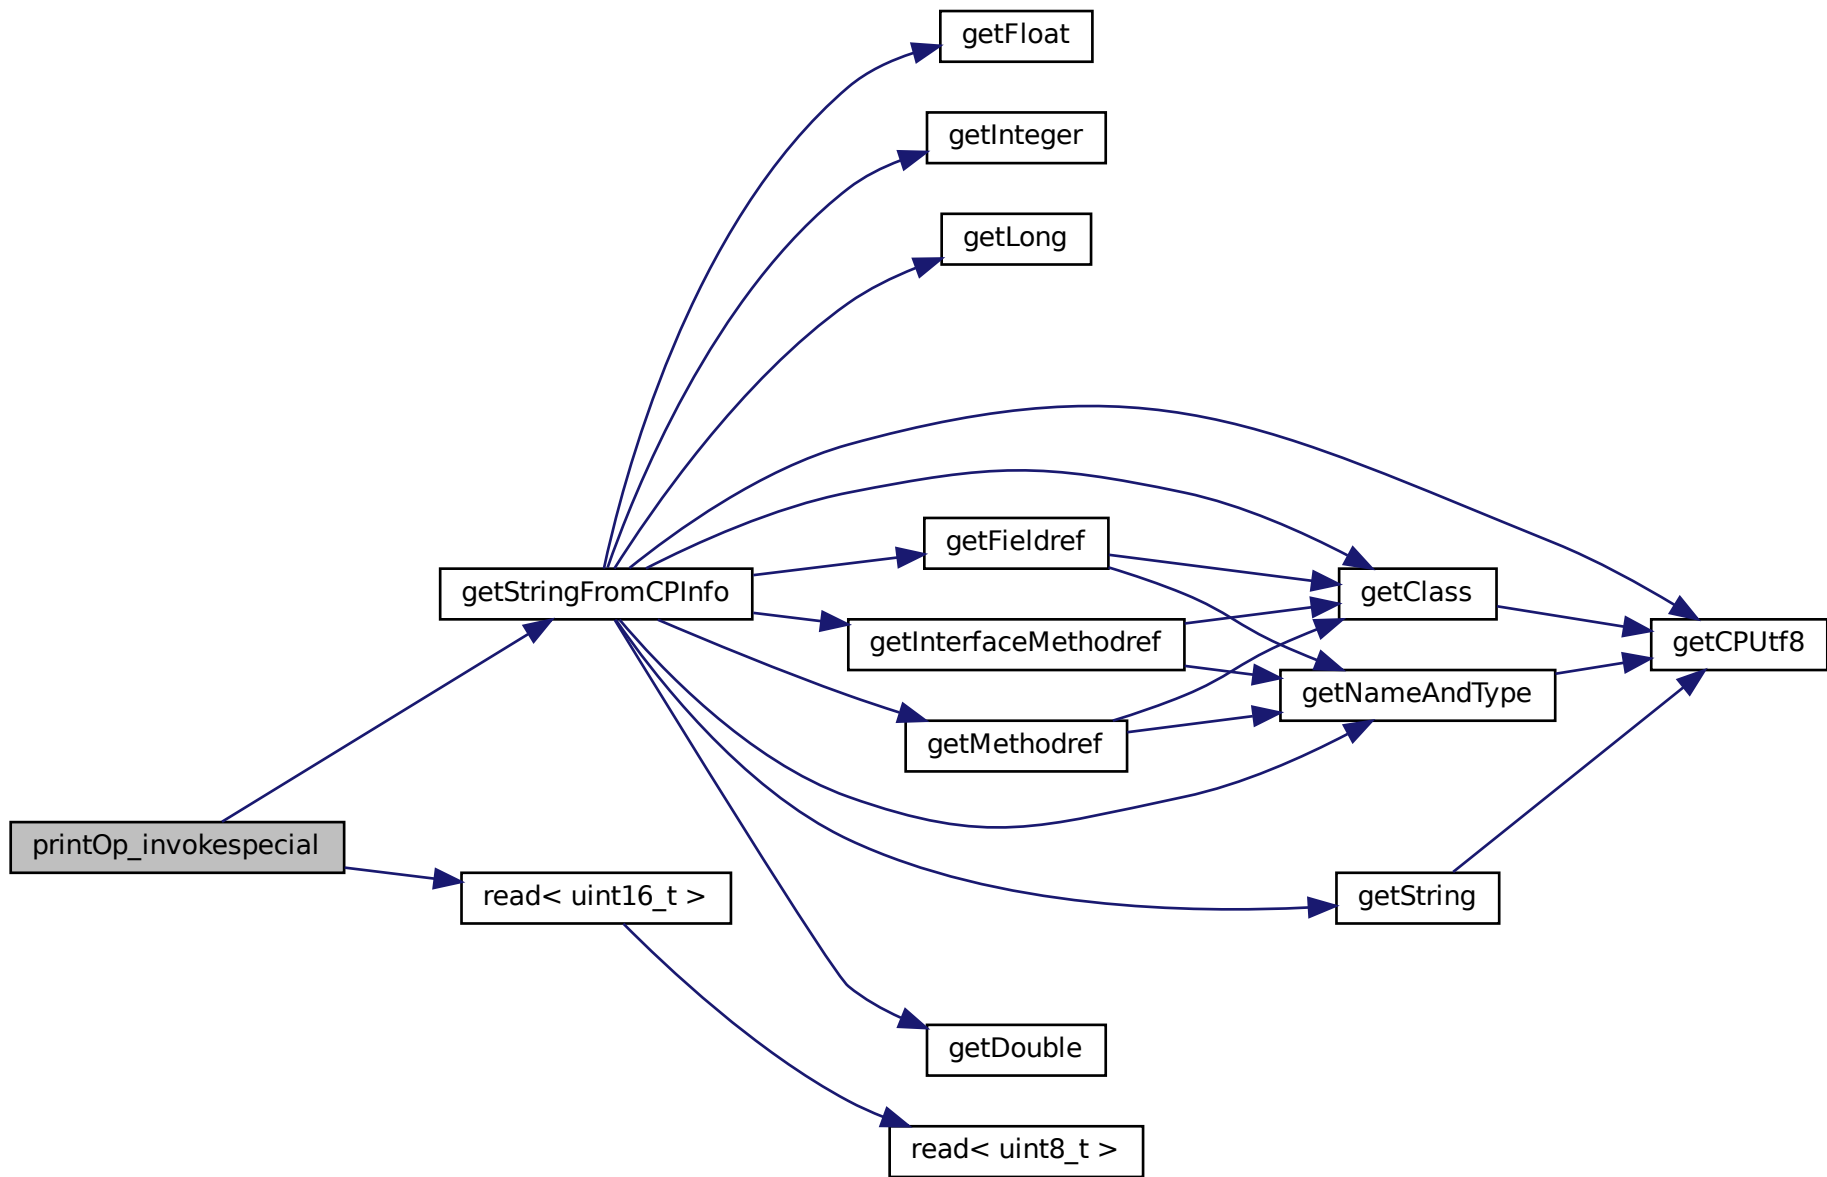 getFloat
getInteger
getLong
getFieldref
getStringFromCPInfo
getClass
getInterfaceMethodref
getCPUtf8
getNameAndType
getMethodref
printOp_invokespecial
read< uint16_t >
getString
getDouble
read< uint8_t >